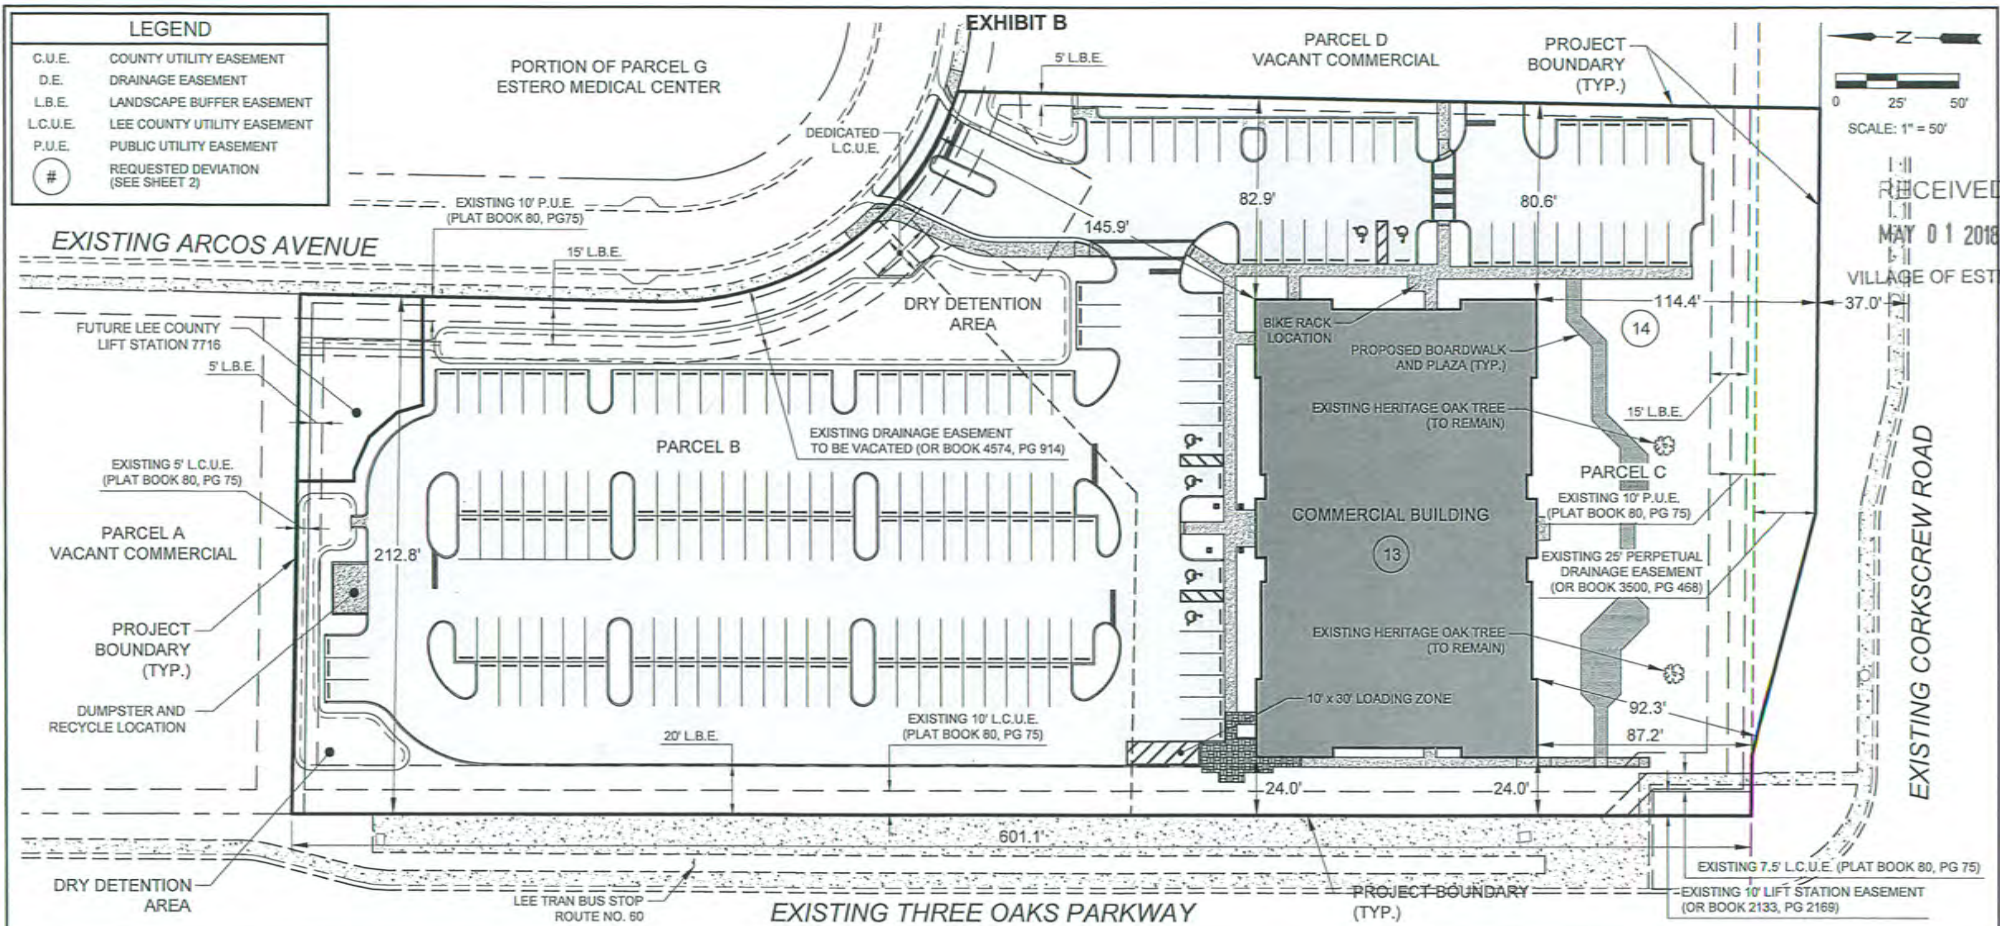 EXHIBIT B
LEGEND
C.U.E. COUNTY UTILITY EASEMENT
D.E. DRAINAGE EASEMENT
L.B.E. LANDSCAPE BUFFER EASEMENT
L.C.U.E. LEE COUNTY UTILITY EASEMENT
P.U.E. PUBLIC UTILITY EASEMENT
# REQUESTED DEVIATION
(SEE SHEET 2)
PORTION OF PARCEL G
ESTERO MEDICAL CENTER
5' L.B.E.
PARCEL D
VACANT COMMERCIAL
PROJECT
BOUNDARY
(TYP.)
N
0 25' 50'
SCALE: 1" = 50'
RECEIVED
MAY 01 2018
VILLAGE OF EST
DEDICATED
L.C.U.E.
EXISTING 10' P.U.E.
(PLAT BOOK 80, PG75)
EXISTING ARCOS AVENUE
15' L.B.E.
145.9'
82.9'
80.6'
114.4'
37.0'
FUTURE LEE COUNTY
LIFT STATION 7716
5' L.B.E.
DRY DETENTION
AREA
BIKE RACK
LOCATION
PROPOSED BOARDWALK
AND PLAZA (TYP.)
14
EXISTING HERITAGE OAK TREE
(TO REMAIN)
15' L.B.E.
PARCEL B
EXISTING DRAINAGE EASEMENT
TO BE VACATED (OR BOOK 4574, PG 914)
EXISTING 5' L.C.U.E.
(PLAT BOOK 80, PG 75)
PARCEL A
VACANT COMMERCIAL
212.8'
COMMERCIAL BUILDING
13
PARCEL C
EXISTING 10' P.U.E.
(PLAT BOOK 80, PG 75)
EXISTING 25' PERPETUAL
DRAINAGE EASEMENT
(OR BOOK 3500, PG 468)
EXISTING CORKSCREW ROAD
PROJECT
BOUNDARY
(TYP.)
EXISTING HERITAGE OAK TREE
(TO REMAIN)
DUMPSTER AND
RECYCLE LOCATION
10' x 30' LOADING ZONE
92.3'
87.2'
20' L.B.E.
EXISTING 10' L.C.U.E.
(PLAT BOOK 80, PG 75)
24.0'
24.0'
601.1'
DRY DETENTION
AREA
LEE TRAN BUS STOP
ROUTE NO. 60
EXISTING THREE OAKS PARKWAY
PROJECT BOUNDARY
(TYP.)
EXISTING 7.5' L.C.U.E. (PLAT BOOK 80, PG 75)
EXISTING 10' LIFT STATION EASEMENT
(OR BOOK 2133, PG 2169)